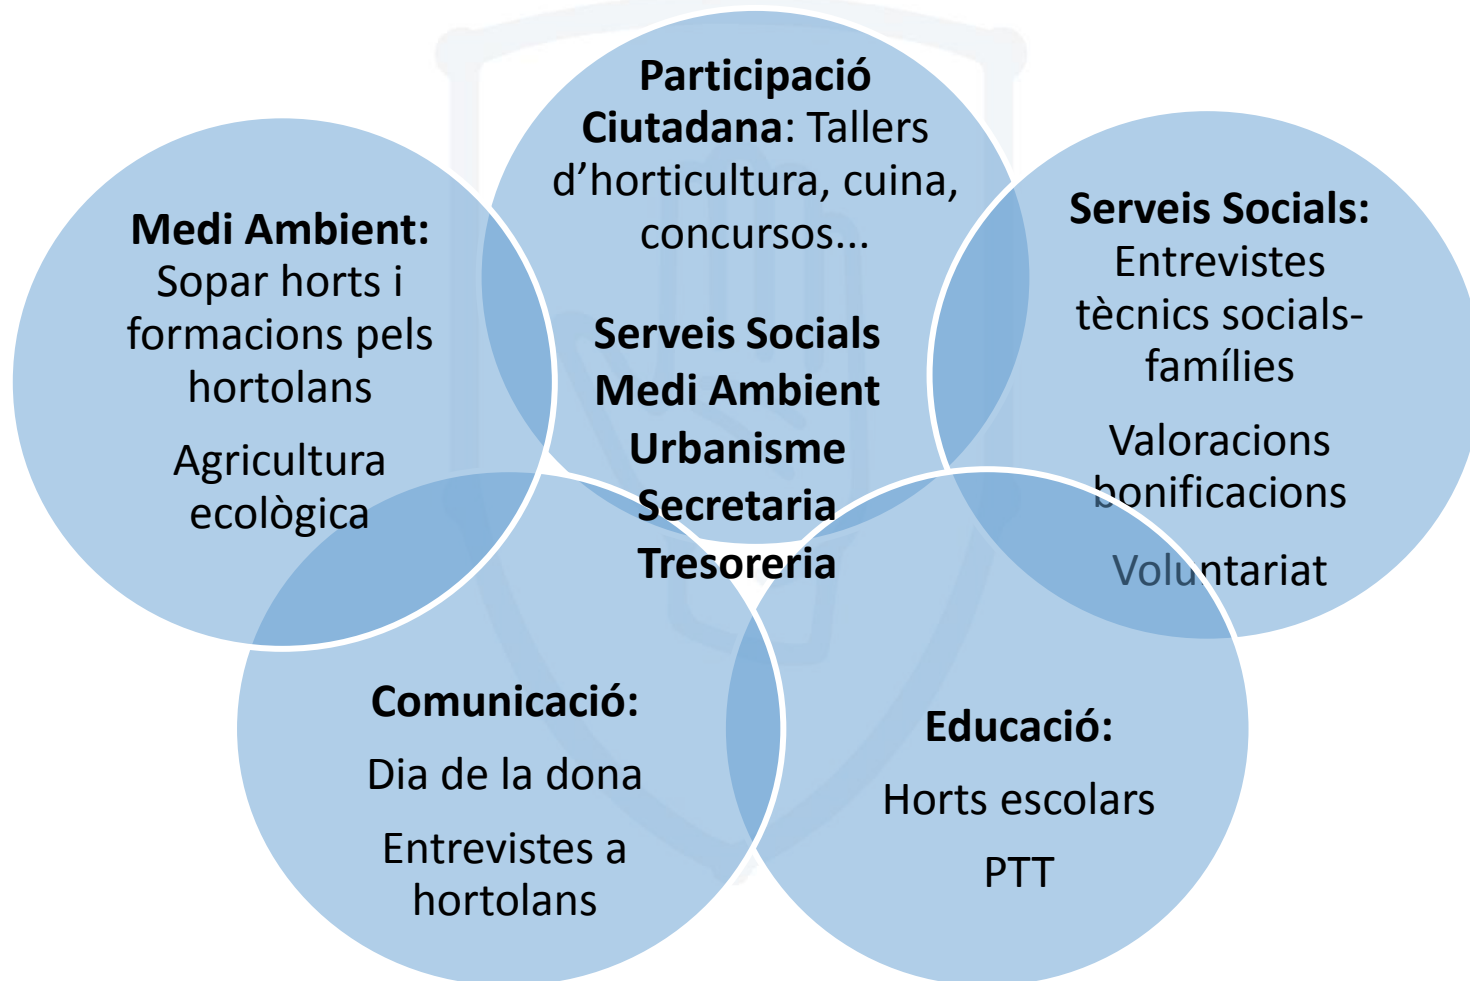 Participació
Ciutadana: Tallers
d’horticultura, cuina,
concursos...
Medi Ambient:
Sopar horts i
formacions pels
hortolans
Agricultura
ecològica
Serveis Socials:
Entrevistes
tècnics socials-
famílies
Valoracions
bonificacions
Voluntariat
Serveis Socials
Medi Ambient
Urbanisme
Secretaria
Tresoreria
Comunicació:
Dia de la dona
Entrevistes a
hortolans
Educació:
Horts escolars
PTT